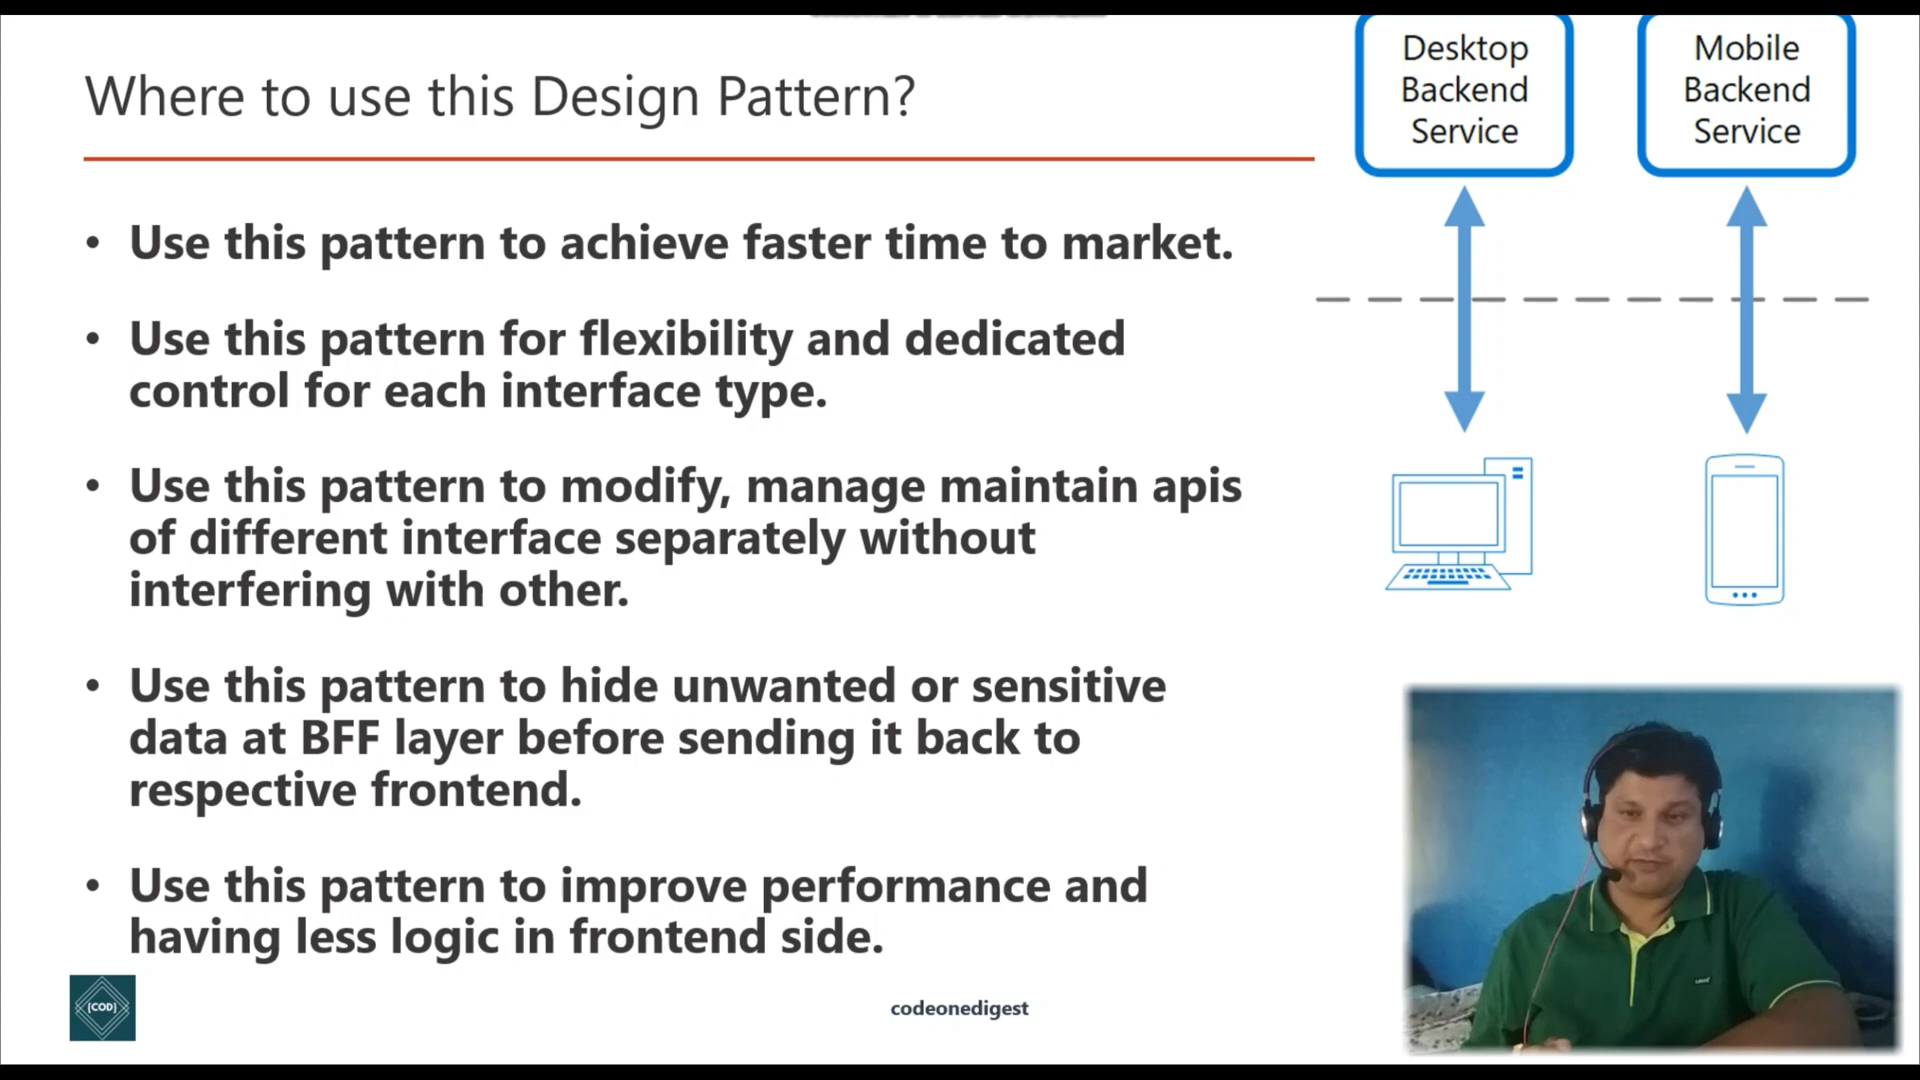 Where to use this Design Pattern?
• Use this pattern to achieve faster time to market.
• Use this pattern for flexibility and dedicated
control for each interface type.
• Use this pattern to modify, manage maintain apis
of different interface separately without
interfering with other.
• Use this pattern to hide unwanted or sensitive
data at BFF layer before sending it back to
respective frontend.
• Use this pattern to improve performance and
having less logic in frontend side.
Desktop
Backend
Service
Mobile
Backend
Service
[COD]
codeonedigest